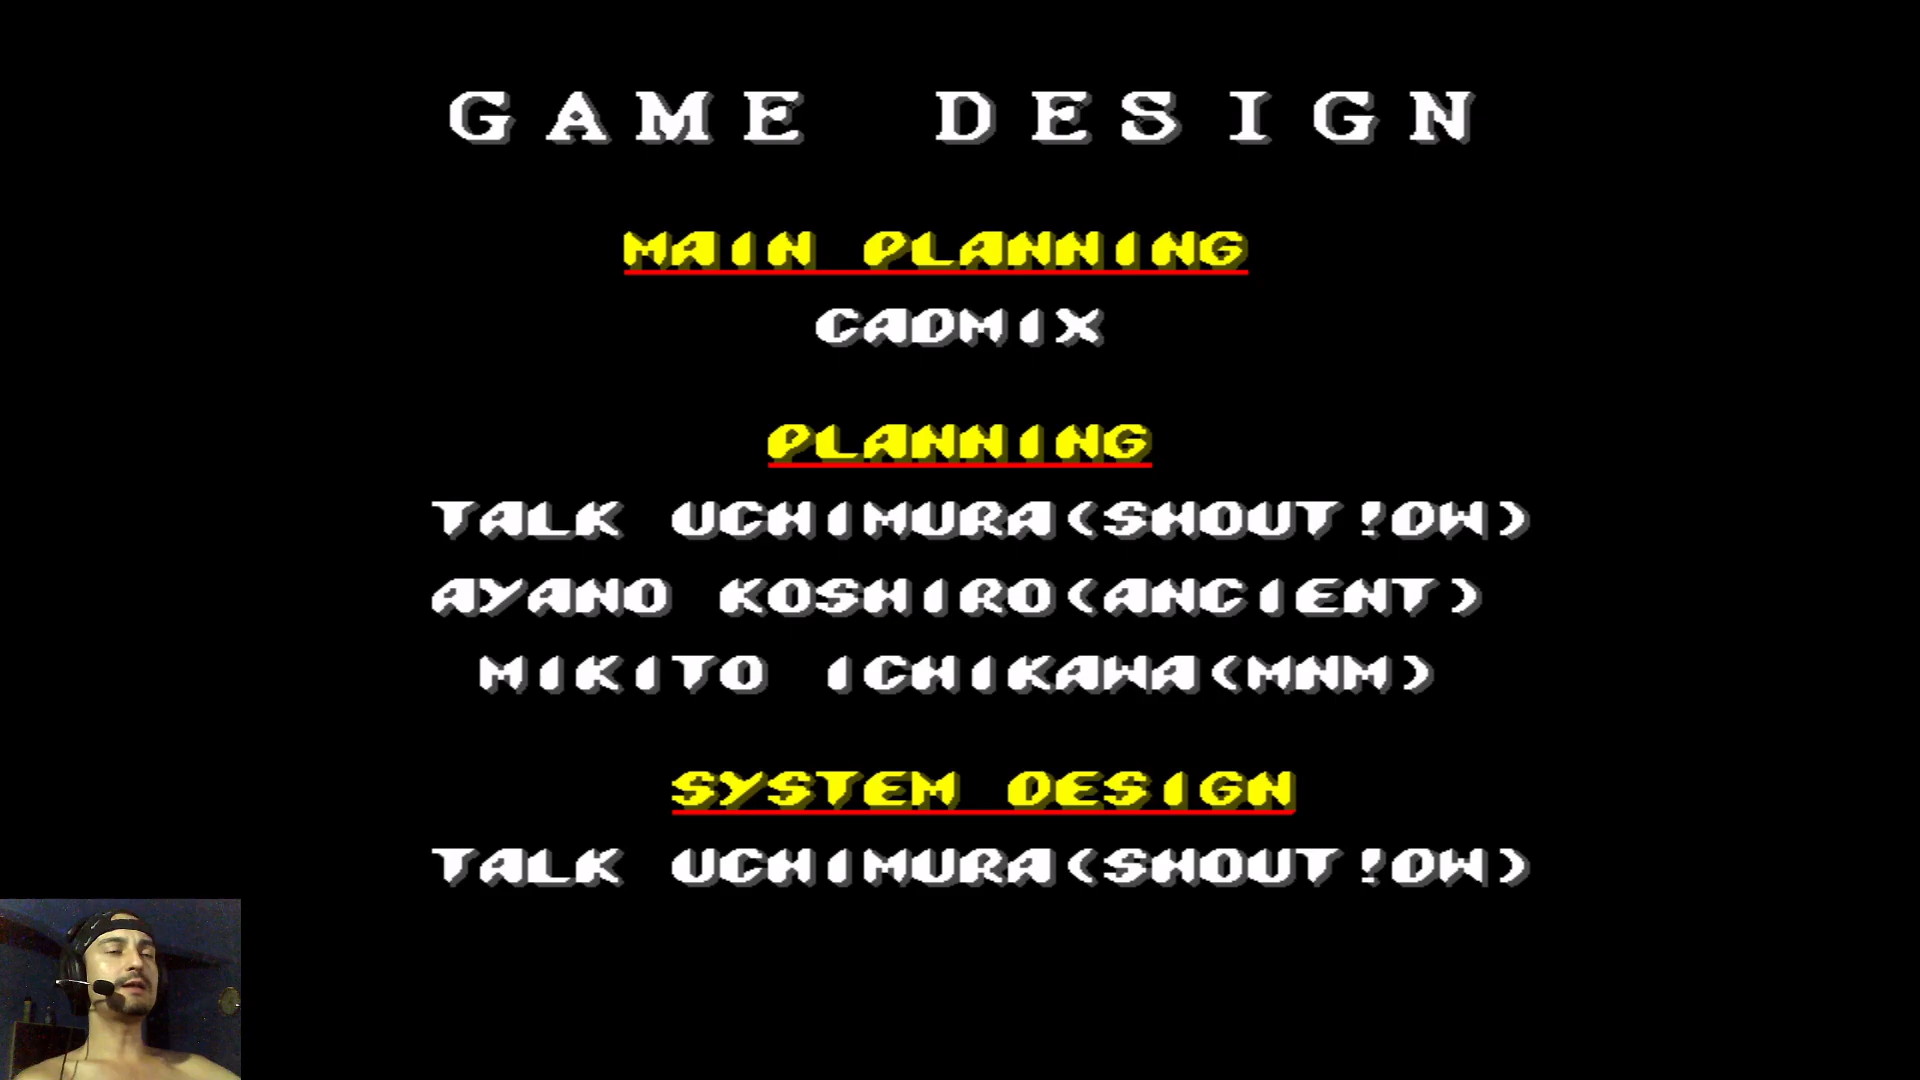 GAME DESIGN
MAIN PLANNING
CADMIX
PLANNING
TALK UCHIMURA(SHOUT!OW)
AYANO KOSHIRO(ANCIENT)
MIKITO ICHIKAWA(MNM)
SYSTEM DESIGN
TALK UCHIMURA(SHOUT!OW)